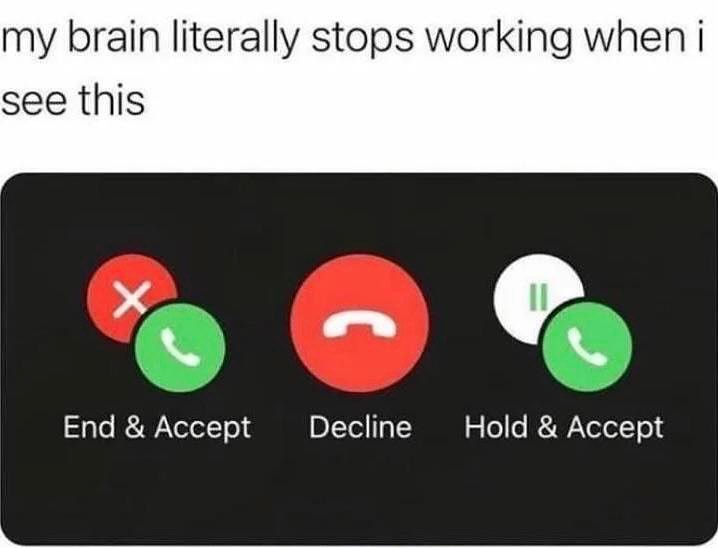 my brain literally stops working when i
see this
End & Accept Decline Hold & Accept